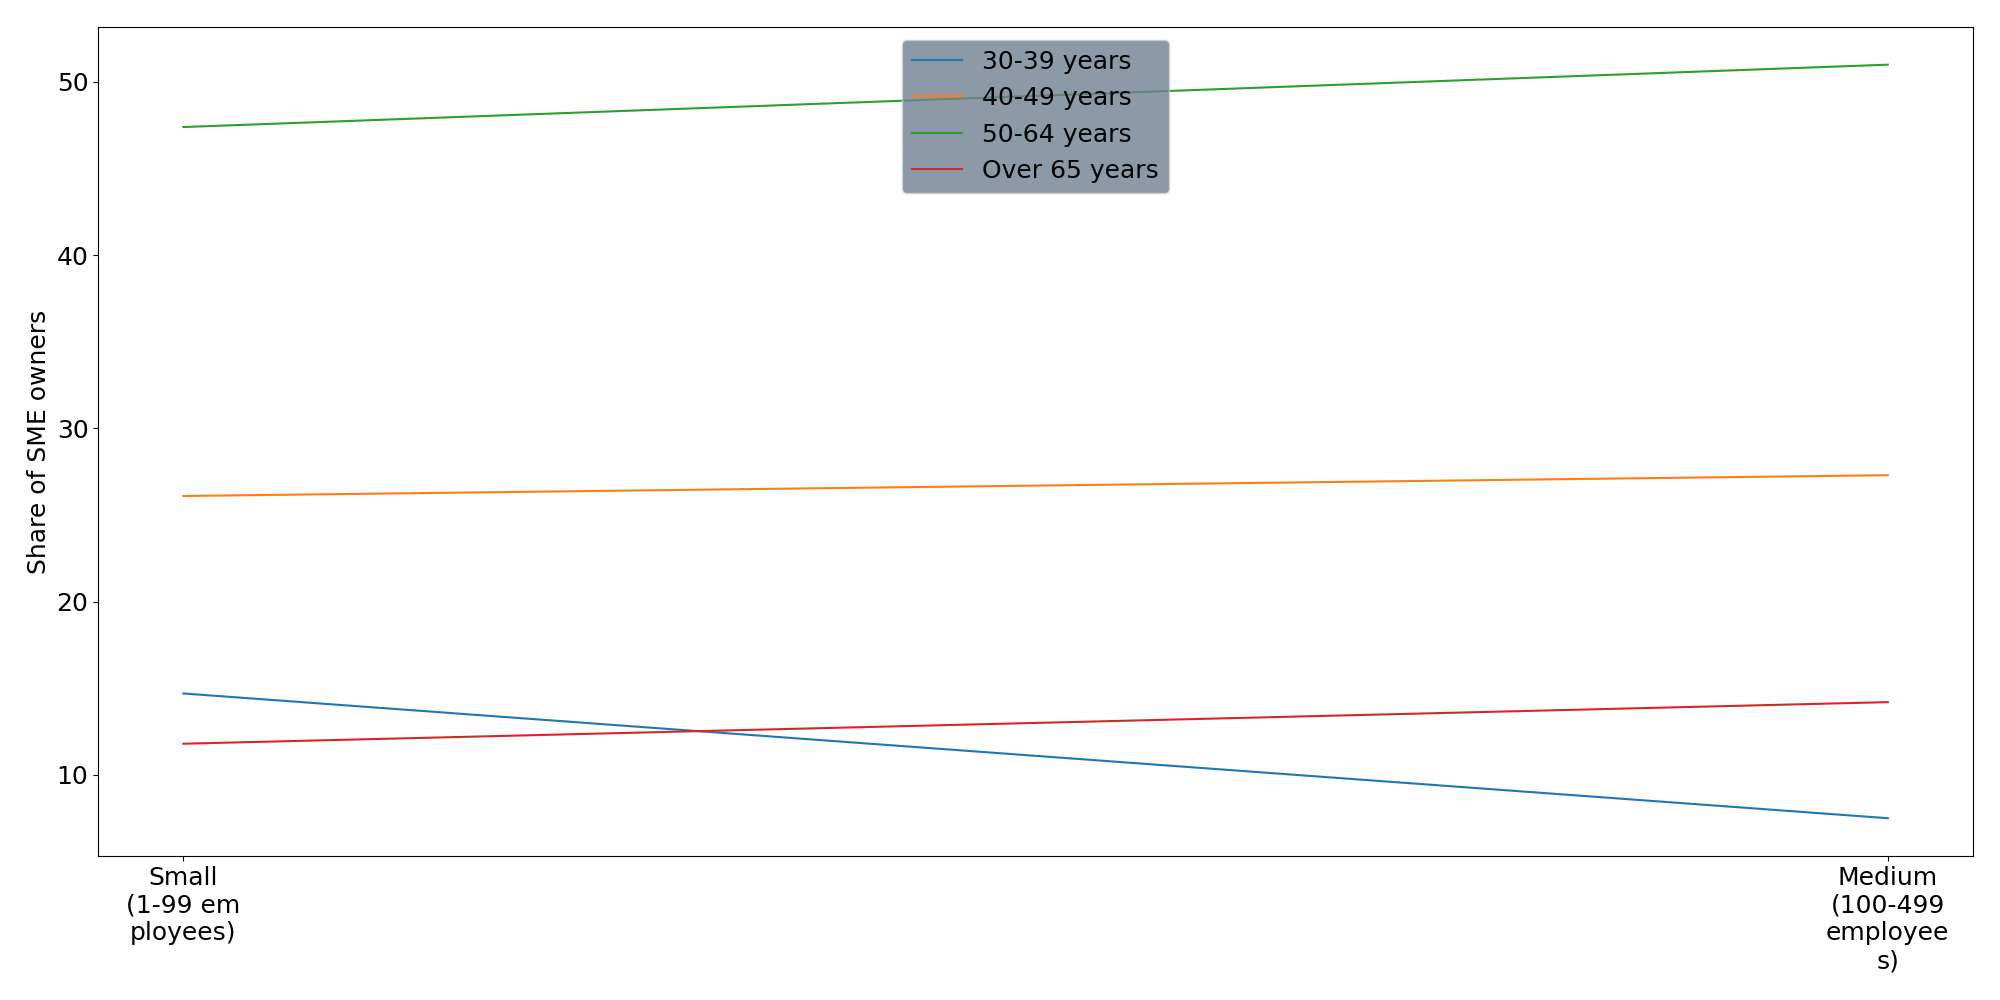 30-39 years
40-49 years
50-64 years
Over 65 years
50
40
30
20
10
Share of SME owners
Small
(1-99 em
ployees)
Medium
(100-499
employee
s)